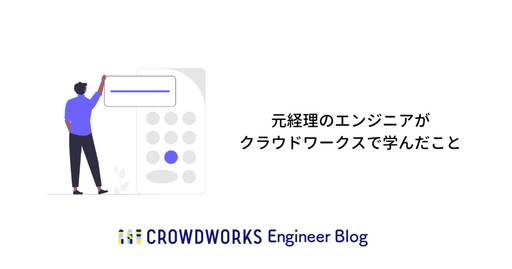 元経理のエンジニアが
クラウドワークスで学んだこと
CROWDWORKS Engineer Blog